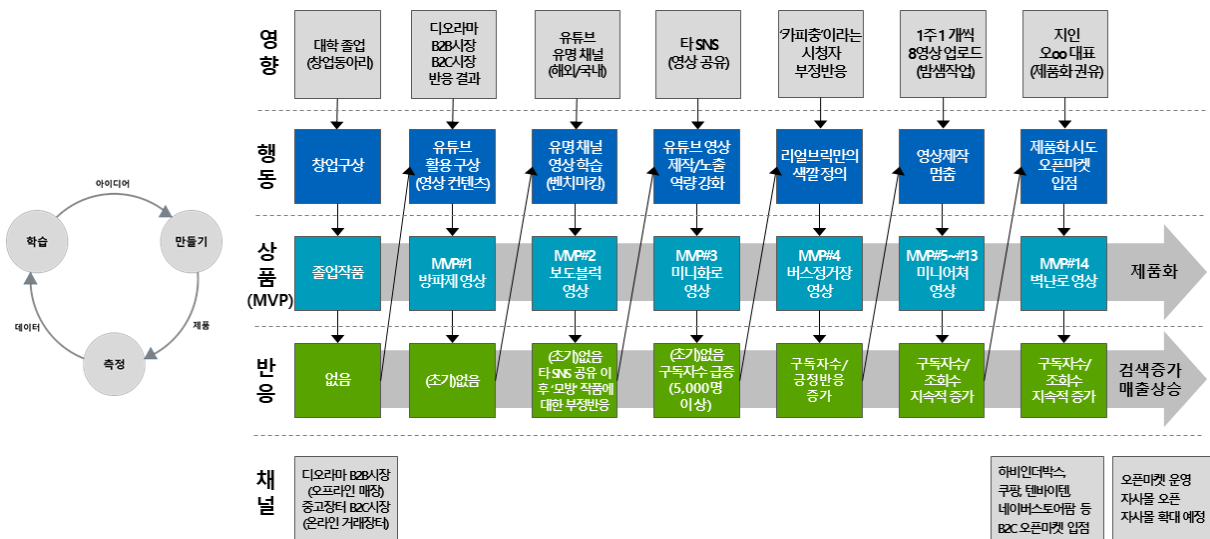 영향
대학 졸업
(창업동아리)
디오라마
B2B시장
B2C시장
반응 결과
유튜브
유명 채널
(해외/국내)
타 SNS
(영상 공유)
‘카피충’이라는
시청자
부정반응
1주 1 개씩
8영상 업로드
(밤샘작업)
지인
오oo 대표
(제품화 권유)
행동
창업구상
유튜브
활용 구상
(영상 컨텐츠)
유명 채널
영상 학습
(벤치마킹)
유튜브 영상
제작/노출
역량 강화
리얼브릭만의
색깔 정의
영상제작
멈춤
제품화 시도
오픈마켓
입점
아이디어
학습
만들기
데이터
제품
측정
상품
(MVP)
졸업작품
MVP#1
방파제 영상
MVP#2
보도블럭
영상
MVP#3
미니화로
영상
MVP#4
버스정거장
영상
MVP#5~#13
미니어쳐
영상
MVP#14
벽난로 영상
제품화
반응
없음
(초기)없음
(초기)없음
타 SNS 공유 이
후 ‘모방’ 작품에
대한 부정반응
(초기)없음
구독자수 급증
(5,000명
이상)
구독자수/
긍정반응
증가
구독자수/
조회수
지속적 증가
구독자수/
조회수
지속적 증가
검색증가
매출상승
채널
디오라마 B2B시장
(오프라인 매장)
중고장터 B2C시장
(온라인 거래장터)
하비인더박스,
쿠팡, 텐바이텐,
네이버스토어팜 등
B2C 오픈마켓 입점
오픈마켓 운영
자사몰 오픈
자사몰 확대 예정